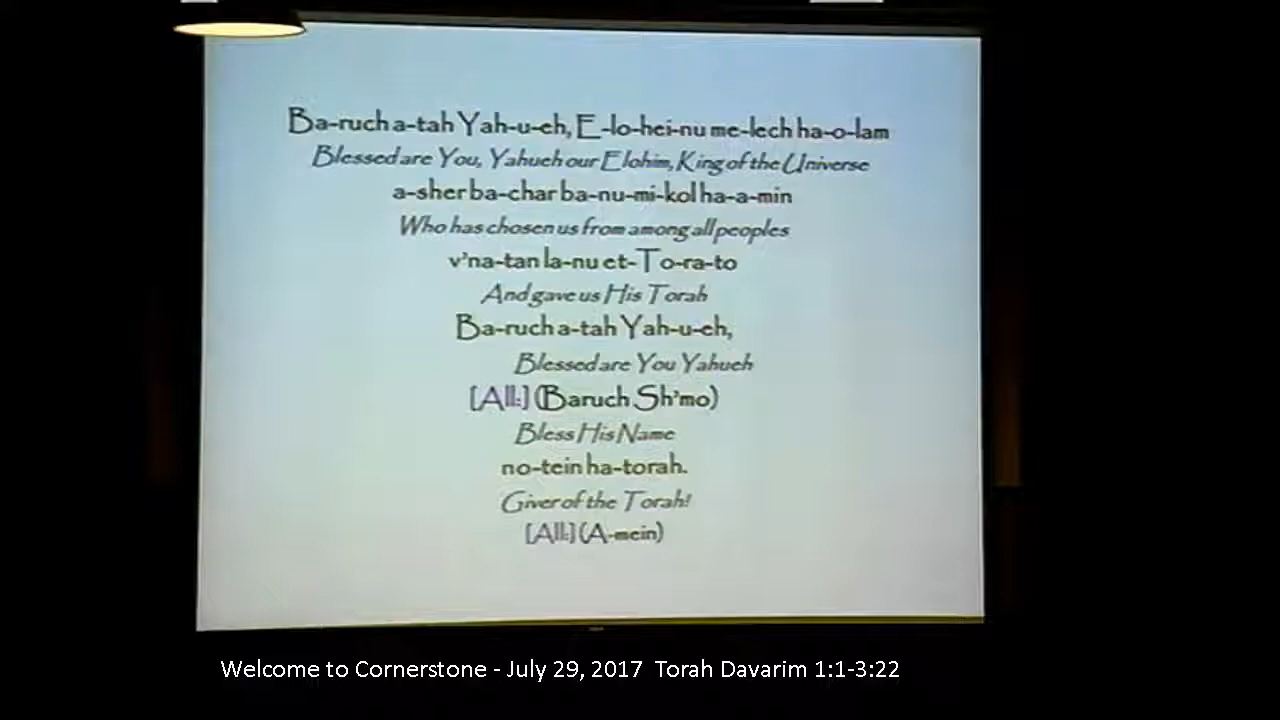 Ba-ruch a-tah Yah-u-eh, E-lo-hei-nu me-lech ha-o-lam
Blessed are You, Yahueh our Elohim, King of the Universe
a-sher ba-char ba-nu-mi-kol ha-a-min
Who has chosen us from among all peoples
v'na-tan la-nu et-To-ra-to
And gave us His Torah
Ba-ruch a-tah Yah-u-eh,
Blessed are You Yahueh
[All:] (Baruch Sh'mo)
Bless His Name
no-tein ha-torah.
Giver of the Torah!
[All:] (A-mein)
Welcome to Cornerstone - July 29, 2017 Torah Davarim 1:1-3:22